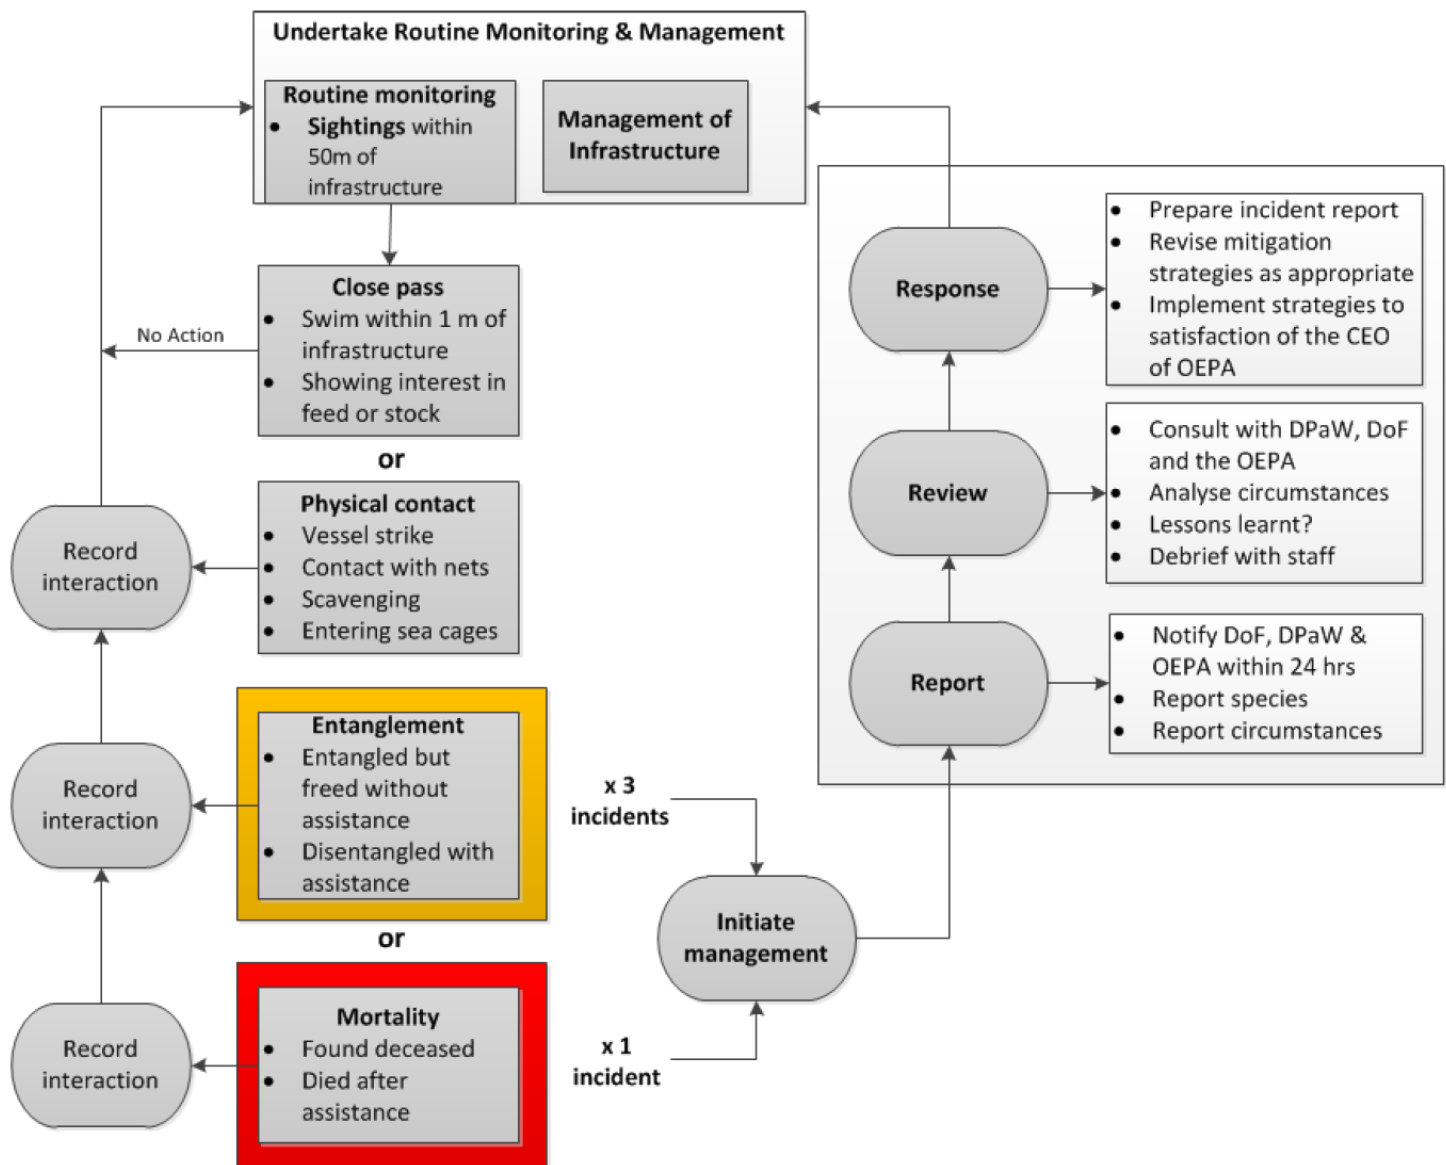 Undertake Routine Monitoring & Management
Routine monitoring
• Sightings within
50m of
infrastructure
Management of
Infrastructure
Close pass
• Swim within 1 m of
infrastructure
• Showing interest in
feed or stock
No Action
or
Physical contact
• Vessel strike
• Contact with nets
• Scavenging
• Entering sea cages
Record
interaction
Entanglement
• Entangled but
freed without
assistance
• Disentangled with
assistance
Record
interaction
x 3
incidents
or
Mortality
• Found deceased
• Died after
assistance
Record
interaction
x 1
incident
Initiate
management
Response
• Prepare incident report
• Revise mitigation
strategies as appropriate
• Implement strategies to
satisfaction of the CEO
of OEPA
Review
• Consult with DPaW, DoF
and the OEPA
• Analyse circumstances
• Lessons learnt?
• Debrief with staff
Report
• Notify DoF, DPaW &
OEPA within 24 hrs
• Report species
• Report circumstances